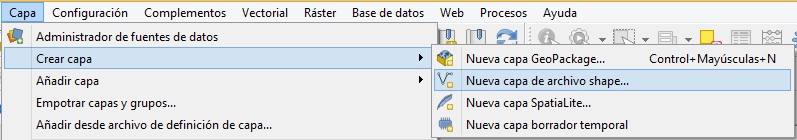 Capa Configuración Complementos Vectorial Ráster Base de datos Web Procesos Ayuda
Administrador de fuentes de datos
Crear capa
Añadir capa
Empotrar capas y grupos...
Añadir desde archivo de definición de capa...
Nueva capa GeoPackage... Control+Mayúsculas+N
Nueva capa de archivo shape...
Nueva capa SpatiaLite...
Nueva capa borrador temporal